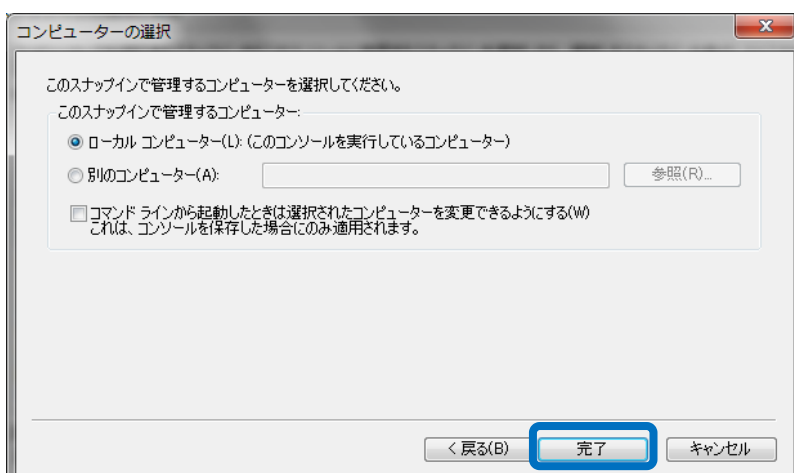 コンピューターの選択
このスナップインで管理するコンピューターを選択してください。
このスナップインで管理するコンピューター:
ローカル コンピューター(L): (このコンソールを実行しているコンピューター)
別のコンピューター(A):
参照(R)...
コマンド ラインから起動したときは選択されたコンピューターを変更できるようにする(W)
これは、コンソールを保存した場合にのみ適用されます。
< 戻る(B)
完了
キャンセル